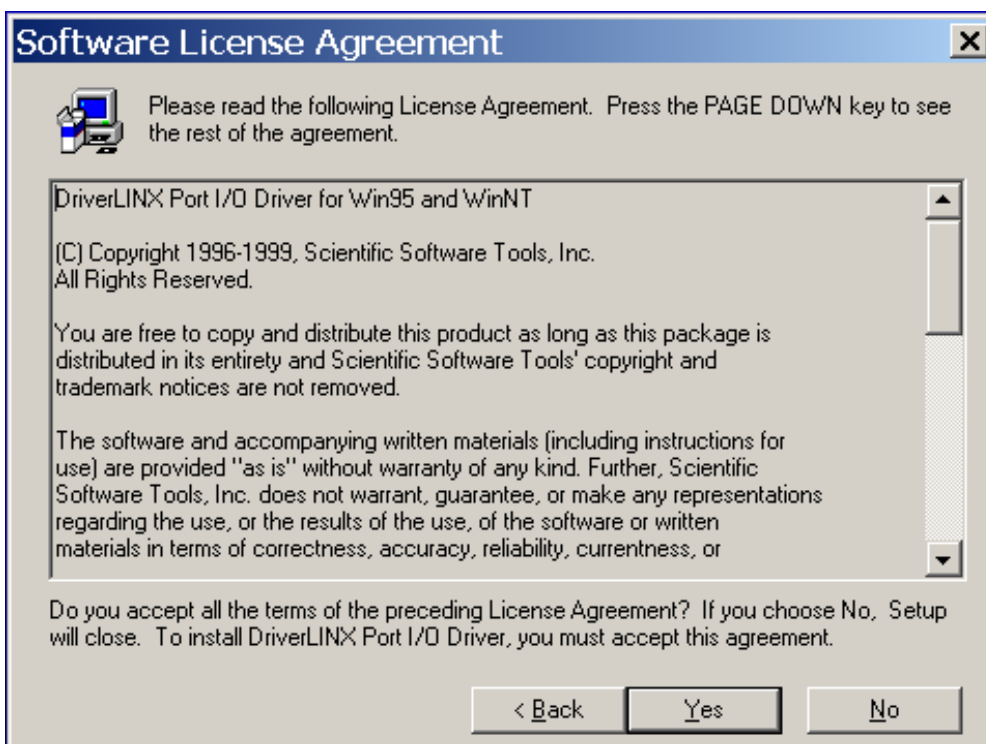 Software License Agreement
Please read the following License Agreement. Press the PAGE DOWN key to see
the rest of the agreement.
DriverLINX Port I/O Driver for Win95 and WinNT
(C) Copyright 1996-1999, Scientific Software Tools, Inc.
All Rights Reserved.
You are free to copy and distribute this product as long as this package is
distributed in its entirety and Scientific Software Tools' copyright and
trademark notices are not removed.
The software and accompanying written materials (including instructions for
use) are provided "as is" without warranty of any kind. Further, Scientific
Software Tools, Inc. does not warrant, guarantee, or make any representations
regarding the use, or the results of the use, of the software or written
materials in terms of correctness, accuracy, reliability, currentness, or
Do you accept all the terms of the preceding License Agreement? If you choose No, Setup
will close. To install DriverLINX Port I/O Driver, you must accept this agreement.
< Back
Yes
No